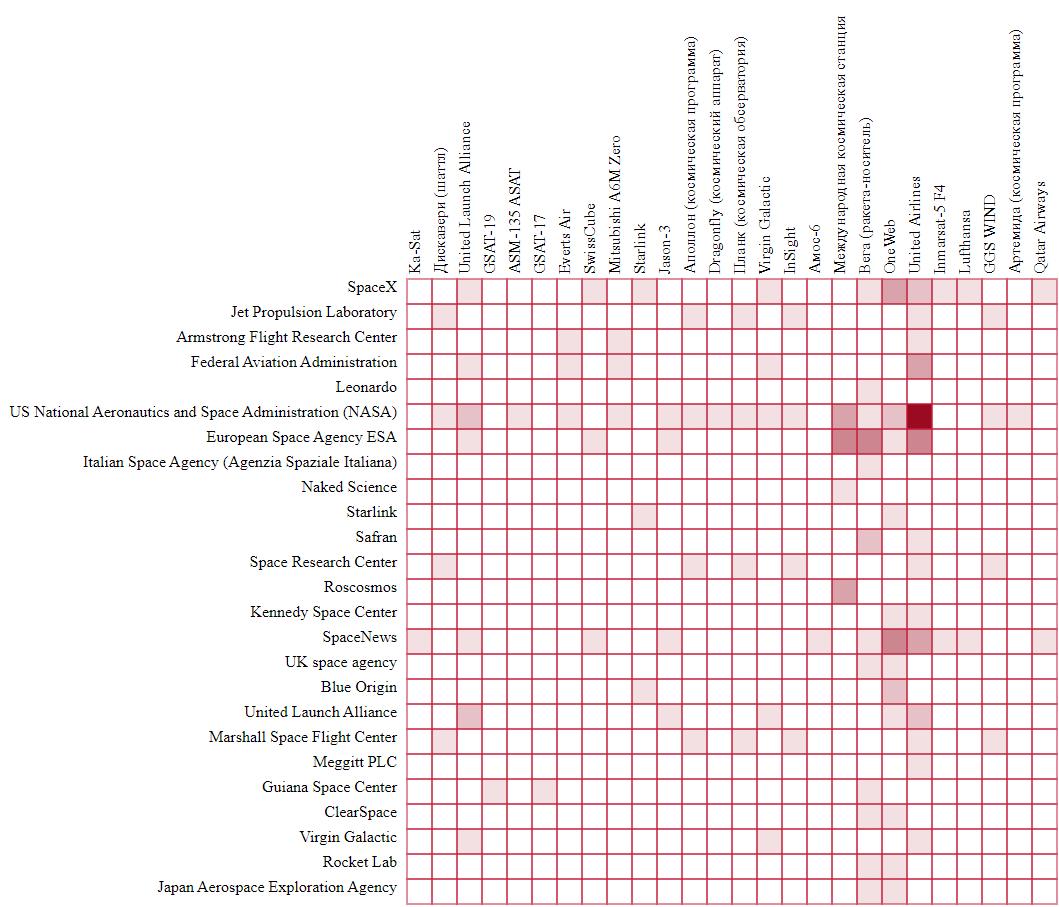 Ka-Sat
Дискавери (шаттл)
United Launch Alliance
GSAT-19
ASM-135 ASAT
GSAT-17
Everts Air
SwissCube
Mitsubishi A6M Zero
Starlink
Jason-3
Аполлон (космическая программа)
Dragonfly (космический аппарат)
Планк (космическая обсерватория)
Virgin Galactic
InSight
Амос-6
Международная космическая станция
Вега (ракета-носитель)
OneWeb
United Airlines
Inmarsat-5 F4
Lufthansa
GGS WIND
Артемида (космическая программа)
Qatar Airways
SpaceX
Jet Propulsion Laboratory
Armstrong Flight Research Center
Federal Aviation Administration
Leonardo
US National Aeronautics and Space Administration (NASA)
European Space Agency ESA
Italian Space Agency (Agenzia Spaziale Italiana)
Naked Science
Starlink
Safran
Space Research Center
Roscosmos
Kennedy Space Center
SpaceNews
UK space agency
Blue Origin
United Launch Alliance
Marshall Space Flight Center
Meggitt PLC
Guiana Space Center
ClearSpace
Virgin Galactic
Rocket Lab
Japan Aerospace Exploration Agency